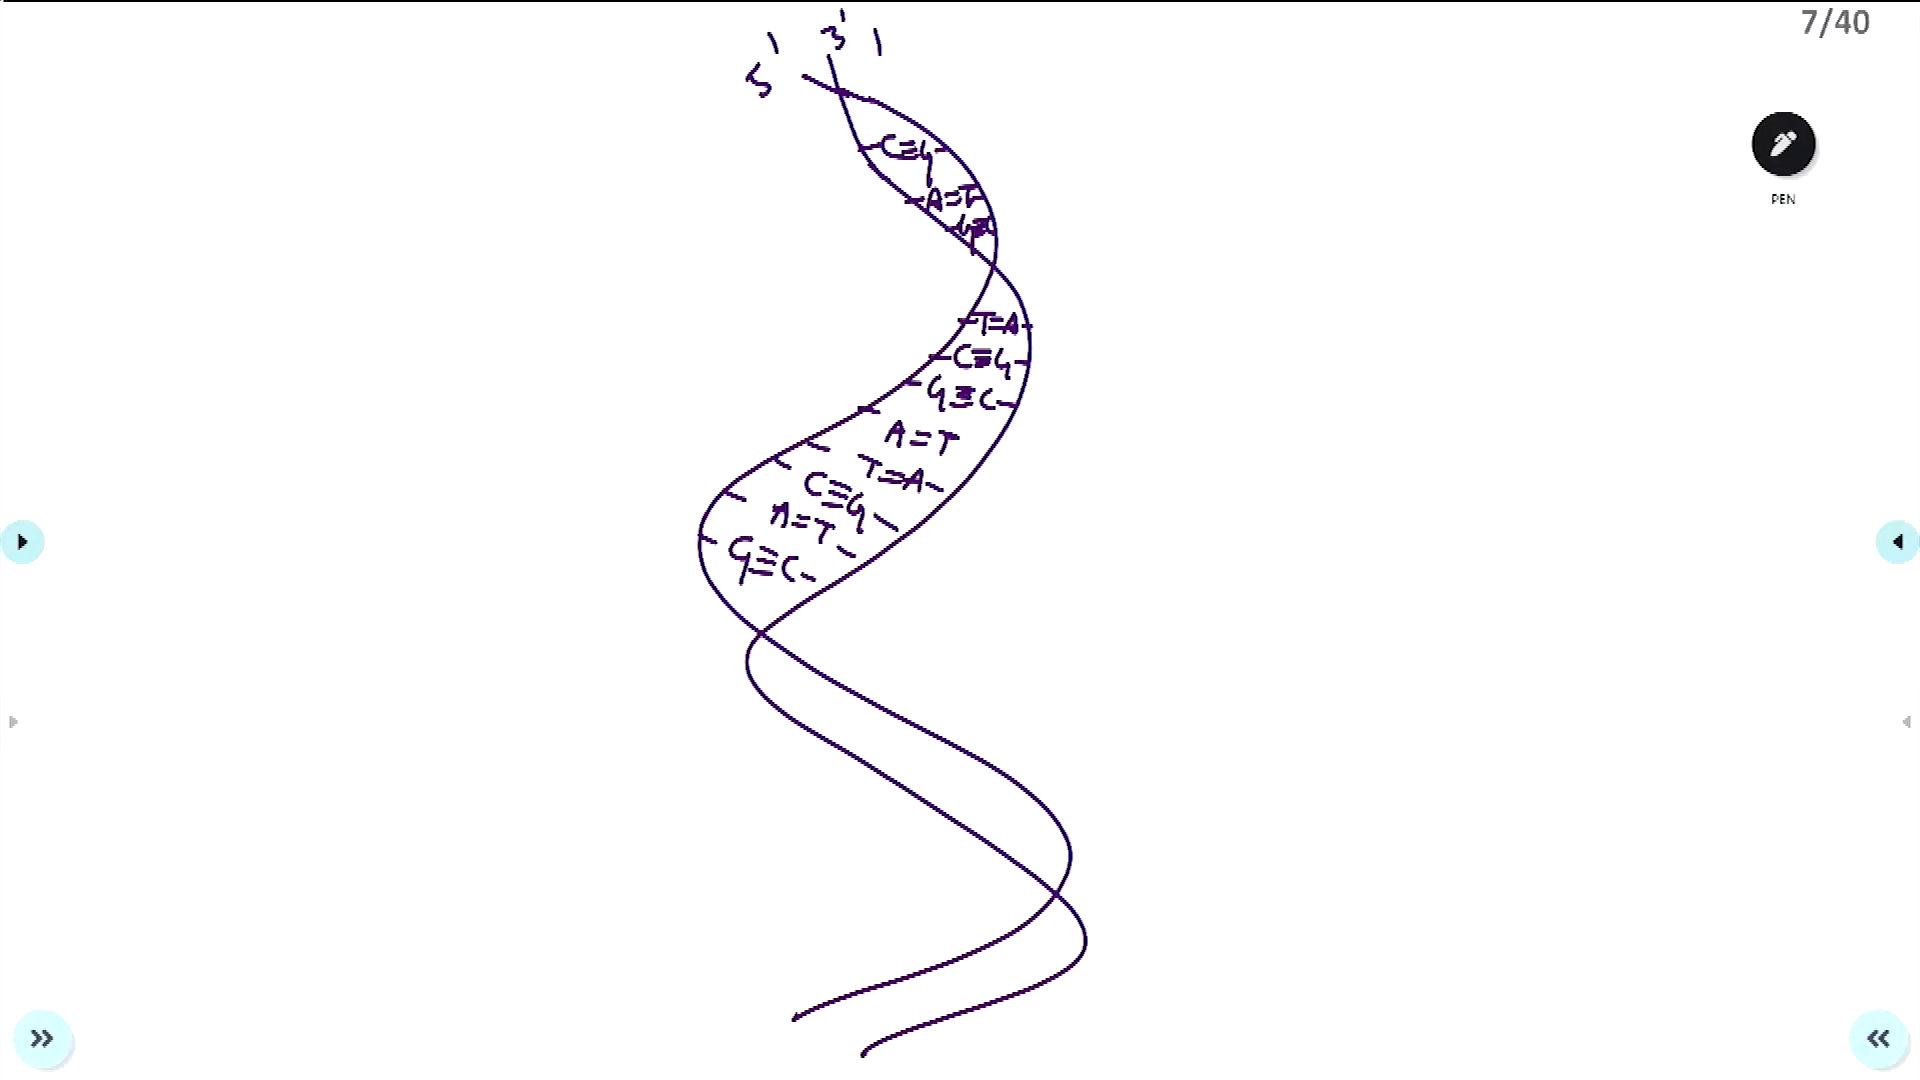 7/40
3'
5'
C≡G
A=T
G≡C
PEN
T=A
C≡G
G≡C
A=T
T=A
C≡G
A=T
G≡C